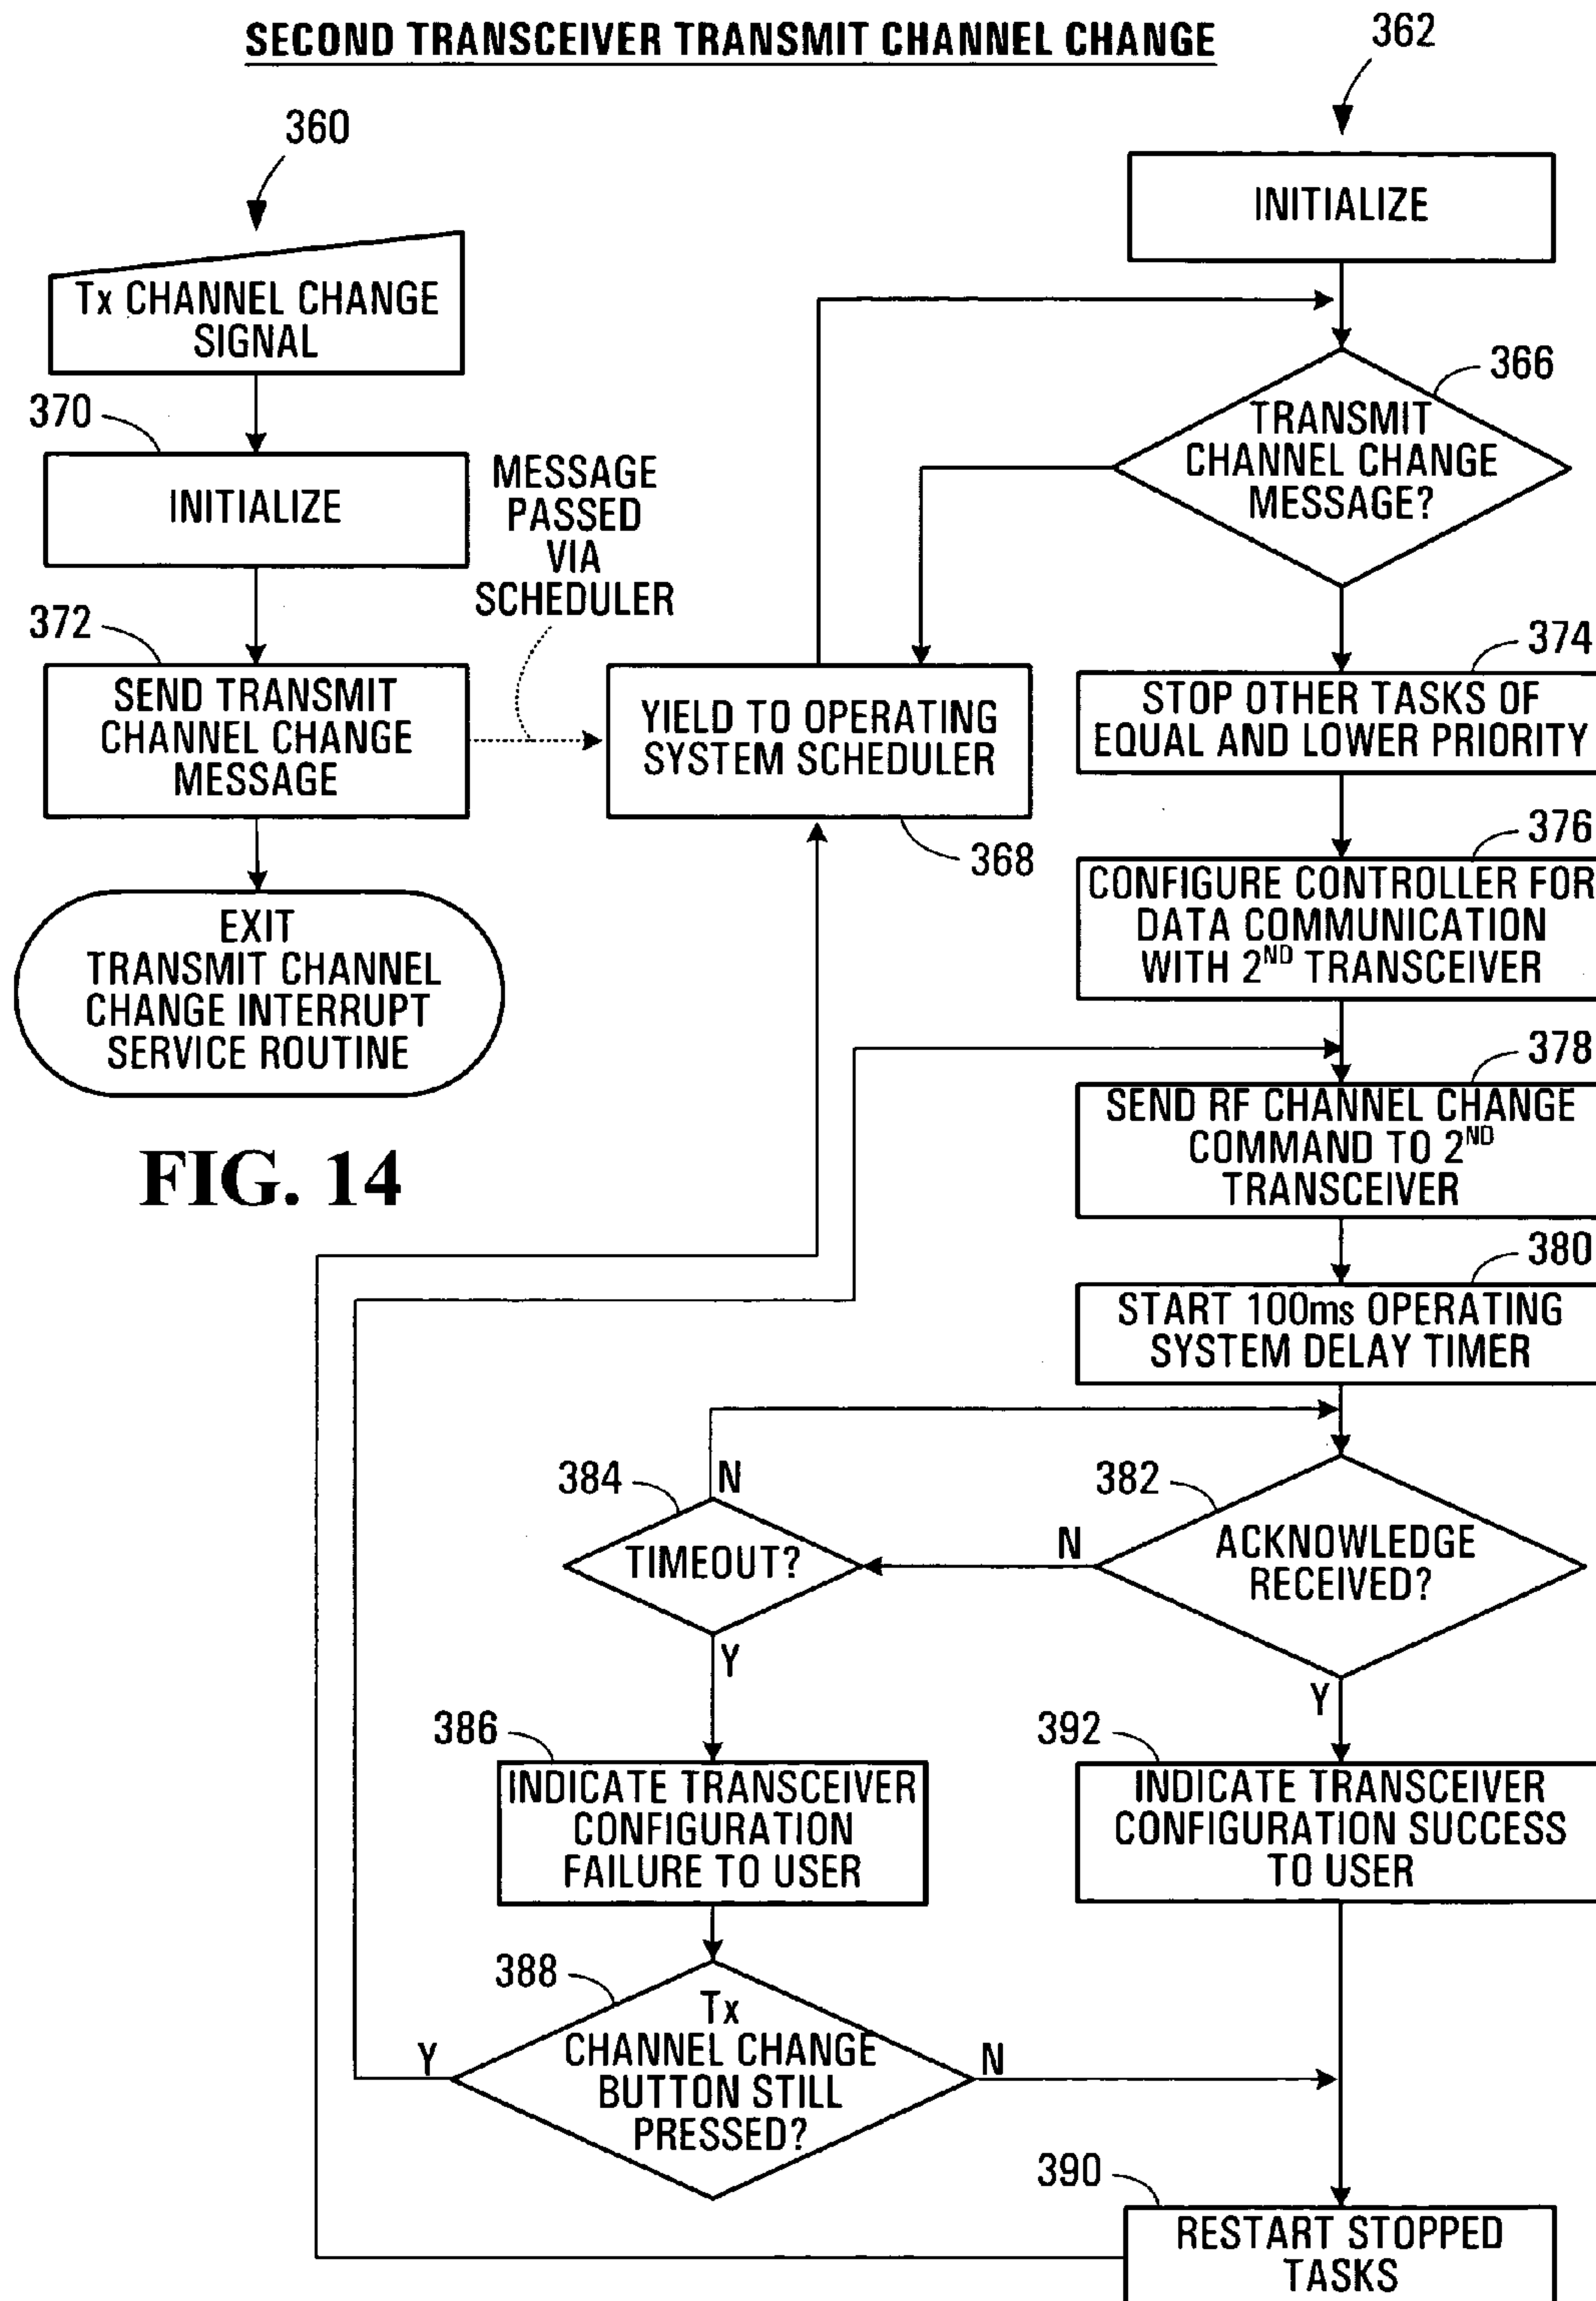 SECOND TRANSCEIVER TRANSMIT CHANNEL CHANGE
362
360
INITIALIZE
Tx CHANNEL CHANGE
SIGNAL
366
TRANSMIT
CHANNEL CHANGE
MESSAGE?
370
INITIALIZE
MESSAGE
PASSED
VIA
SCHEDULER
372
SEND TRANSMIT
CHANNEL CHANGE
MESSAGE
YIELD TO OPERATING
SYSTEM SCHEDULER
368
374
STOP OTHER TASKS OF
EQUAL AND LOWER PRIORITY
376
CONFIGURE CONTROLLER FOR
DATA COMMUNICATION
WITH 2ND TRANSCEIVER
EXIT
TRANSMIT CHANNEL
CHANGE INTERRUPT
SERVICE ROUTINE
378
SEND RF CHANNEL CHANGE
COMMAND TO 2ND
TRANSCEIVER
FIG. 14
380
START 100ms OPERATING
SYSTEM DELAY TIMER
384
N
TIMEOUT?
Y
382
N
ACKNOWLEDGE
RECEIVED?
Y
386
INDICATE TRANSCEIVER
CONFIGURATION
FAILURE TO USER
392
INDICATE TRANSCEIVER
CONFIGURATION SUCCESS
TO USER
388
Y
Tx
CHANNEL CHANGE
BUTTON STILL
PRESSED?
N
390
RESTART STOPPED
TASKS